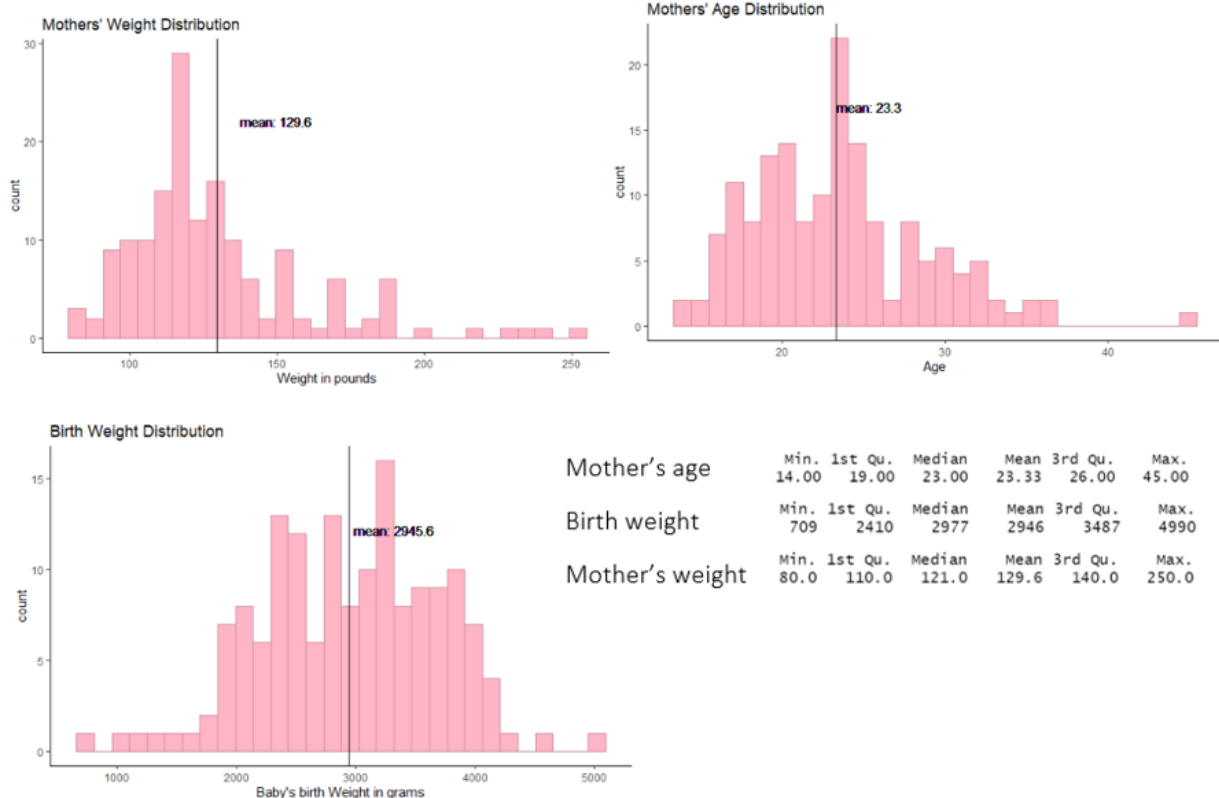 Mothers' Weight Distribution
30
20
10
0
count
mean: 129.6
100 150 200 250
Weight in pounds
Mothers' Age Distribution
20
15
10
5
0
count
mean: 23.3
20 30 40
Age
Birth Weight Distribution
15
10
5
0
count
mean: 2945.6
1000 2000 3000 4000 5000
Baby's birth Weight in grams
Mother's age
Min. 1st Qu. Median Mean 3rd Qu. Max.
14.00 19.00 23.00 23.33 26.00 45.00
Birth weight
Min. 1st Qu. Median Mean 3rd Qu. Max.
709 2410 2977 2946 3487 4990
Mother's weight
Min. 1st Qu. Median Mean 3rd Qu. Max.
80.0 110.0 121.0 129.6 140.0 250.0